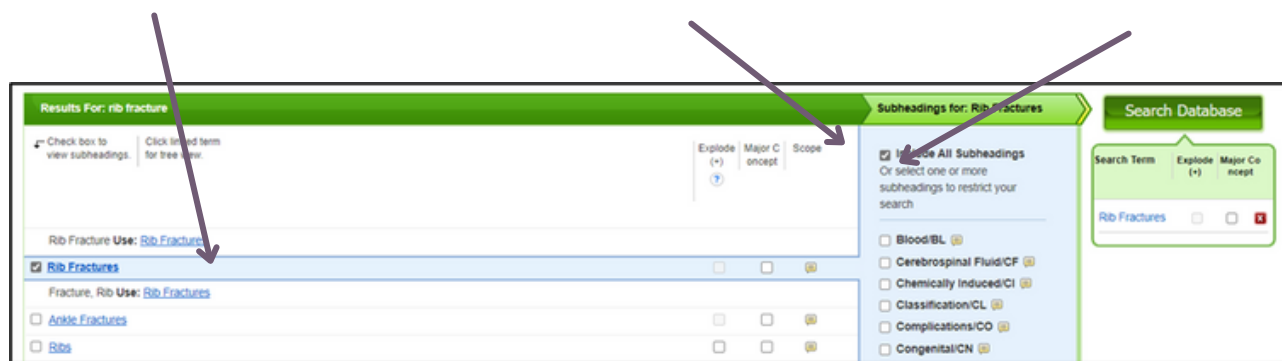 Results For: rib fracture
Check box to
view subheadings.
Click linked term
for tree view.
Explode
(+)
?
Major C
oncept
Scope
Rib Fracture Use: Rib Fractures
Rib Fractures
Fracture, Rib Use: Rib Fractures
Ankle Fractures
Ribs
Subheadings for: Rib Fractures
Include All Subheadings
Or select one or more
subheadings to restrict your
search
Blood/BL
Cerebrospinal Fluid/CF
Chemically Induced/CI
Classification/CL
Complications/CO
Congenital/CN
Search Database
Search Term
Explode
(+)
Major Co
ncept
Rib Fractures